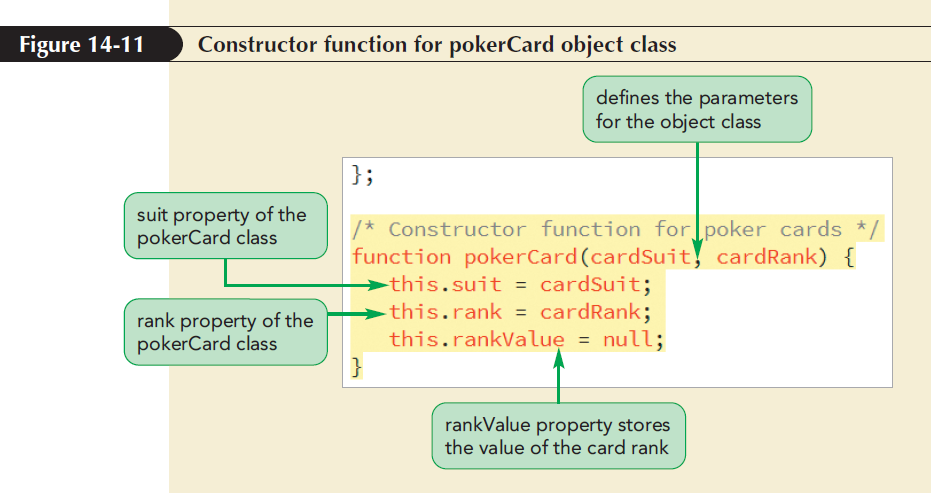 Figure 14-11
Constructor function for pokerCard object class
defines the parameters
for the object class
};
suit property of the
pokerCard class
/* Constructor function for poker cards */
function pokerCard(cardSuit, cardRank) {
this.suit = cardSuit;
rank property of the
pokerCard class
this.rank = cardRank;
this.rankValue = null;
}
rankValue property stores
the value of the card rank